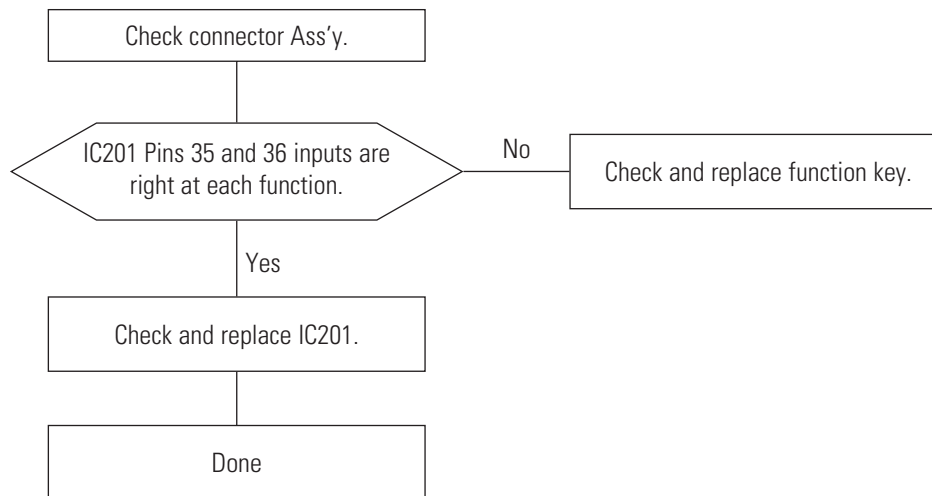 Check connector Ass'y.
IC201 Pins 35 and 36 inputs are
right at each function.
No
Check and replace function key.
Yes
Check and replace IC201.
Done